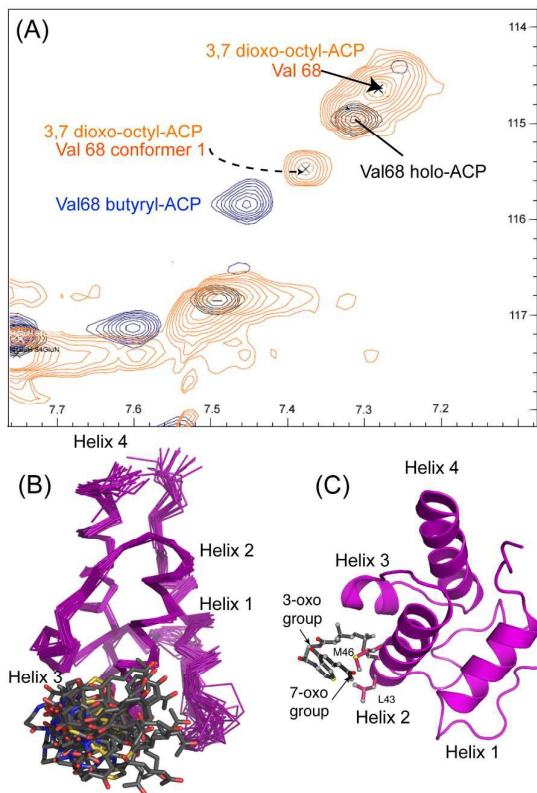 (A)
114
3,7 dioxo-octyl-ACP
Val 68
115
3,7 dioxo-octyl-ACP
Val 68 conformer 1
Val68 holo-ACP
Val68 butyryl-ACP
116
117
7.7
7.6
7.5
7.4
7.3
7.2
Helix 4
(B)
Helix 2
Helix 1
Helix 3
(C)
Helix 4
Helix 3
3-oxo
group
M46
7-oxo
group
L43
Helix 2
Helix 1